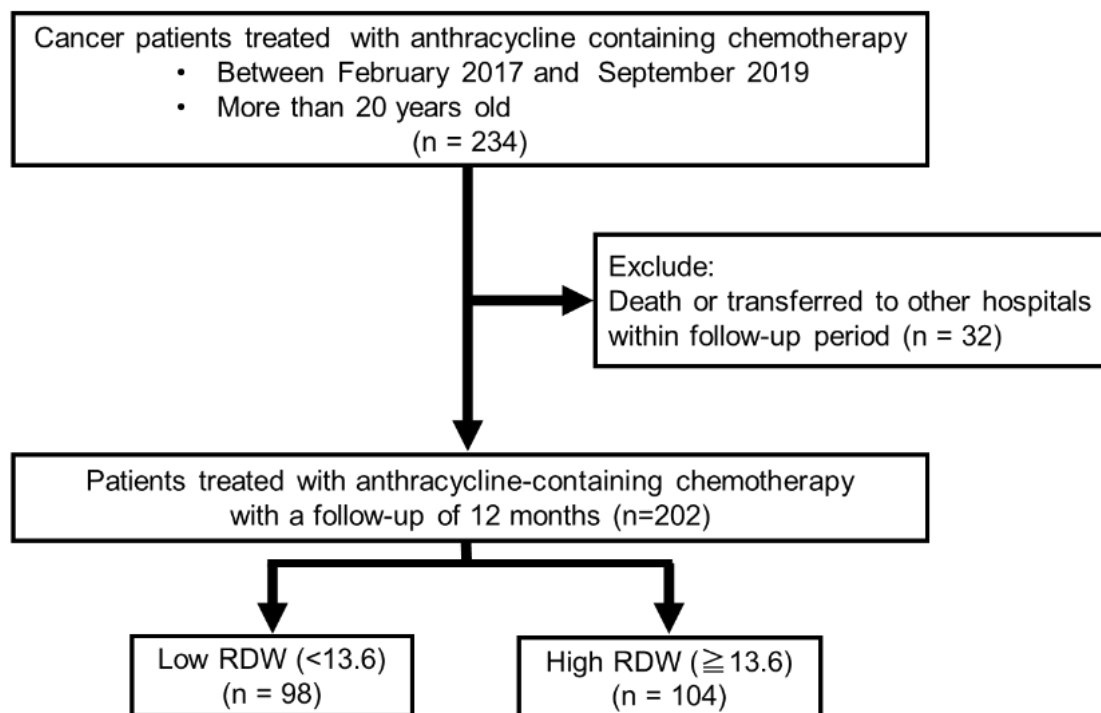 Cancer patients treated with anthracycline containing chemotherapy
• Between February 2017 and September 2019
• More than 20 years old
(n = 234)
Exclude:
Death or transferred to other hospitals
within follow-up period (n = 32)
Patients treated with anthracycline-containing chemotherapy
with a follow-up of 12 months (n=202)
Low RDW (<13.6)
(n = 98)
High RDW (≧13.6)
(n = 104)